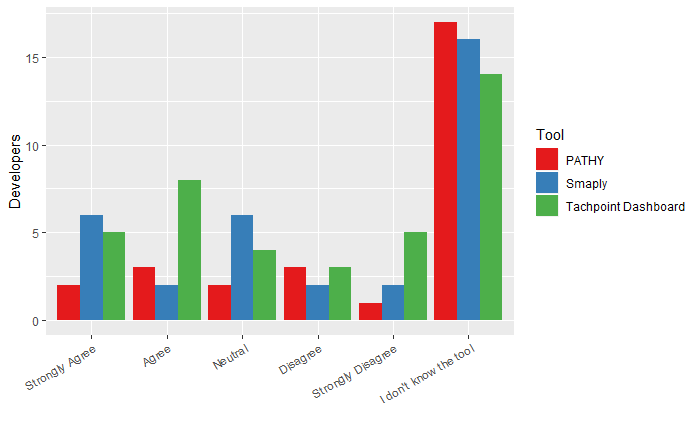 Developers
15
10
5
0
Strongly Agree
Agree
Neutral
Disagree
Strongly Disagree
I don't know the tool
Tool
PATHY
Smaply
Tachpoint Dashboard